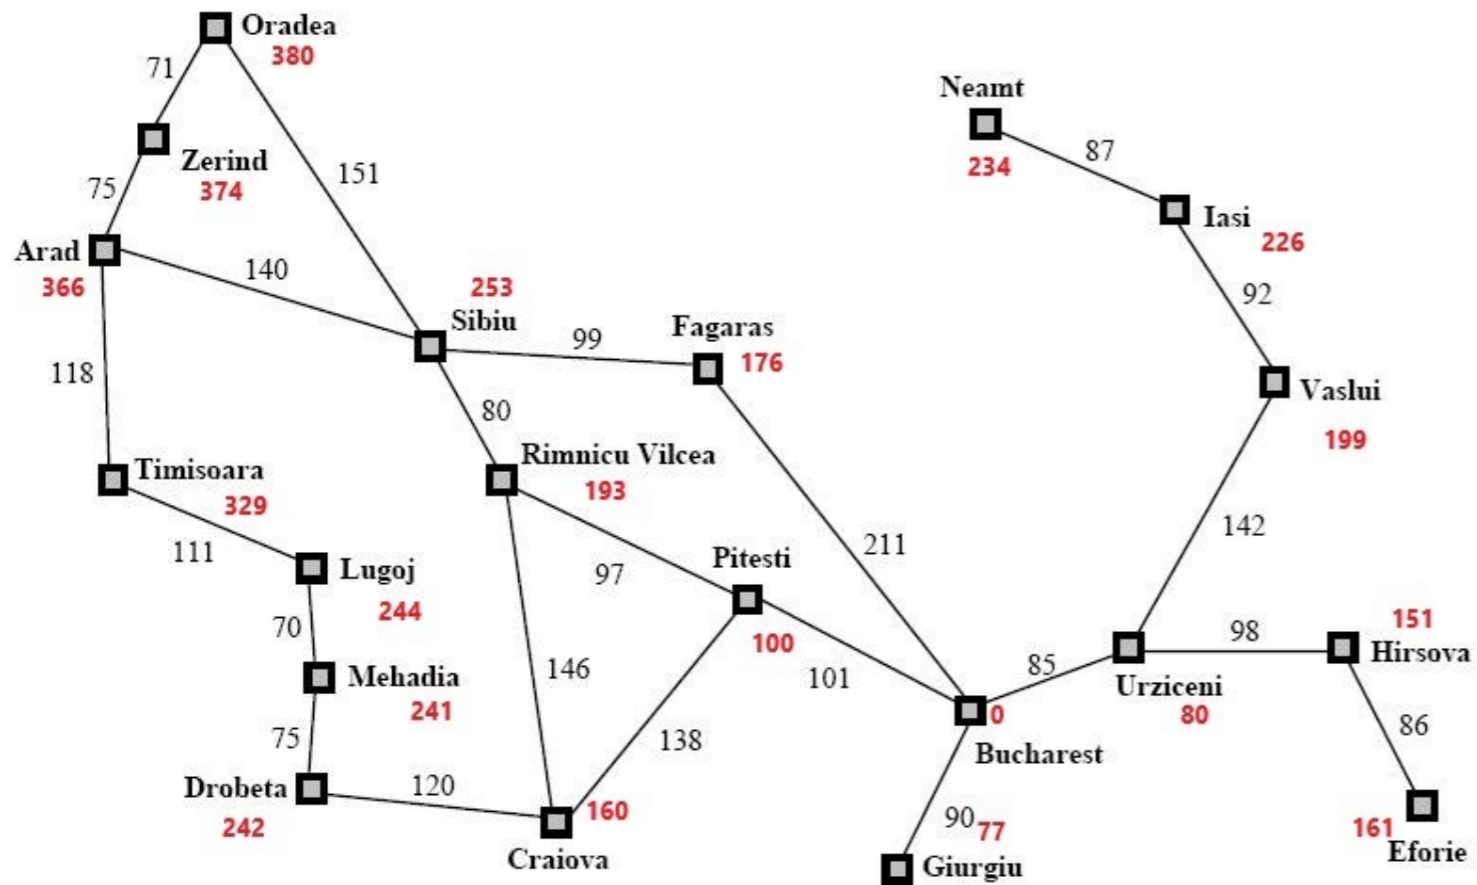 Oradea
380
71
Neamt
Zerind
374
151
87
234
75
Iasi
226
Arad
366
140
253
Sibiu
92
99
Fagaras
176
118
80
Vaslui
199
Timisoara
329
Rimnicu Vilcea
193
111
Lugoj
244
97
Pitesti
100
211
142
70
Mehadia
241
146
101
85
98
151
Hirsova
Urziceni
80
0
Bucharest
75
138
86
Drobeta
242
120
160
Craiova
90
77
Giurgiu
161
Eforie